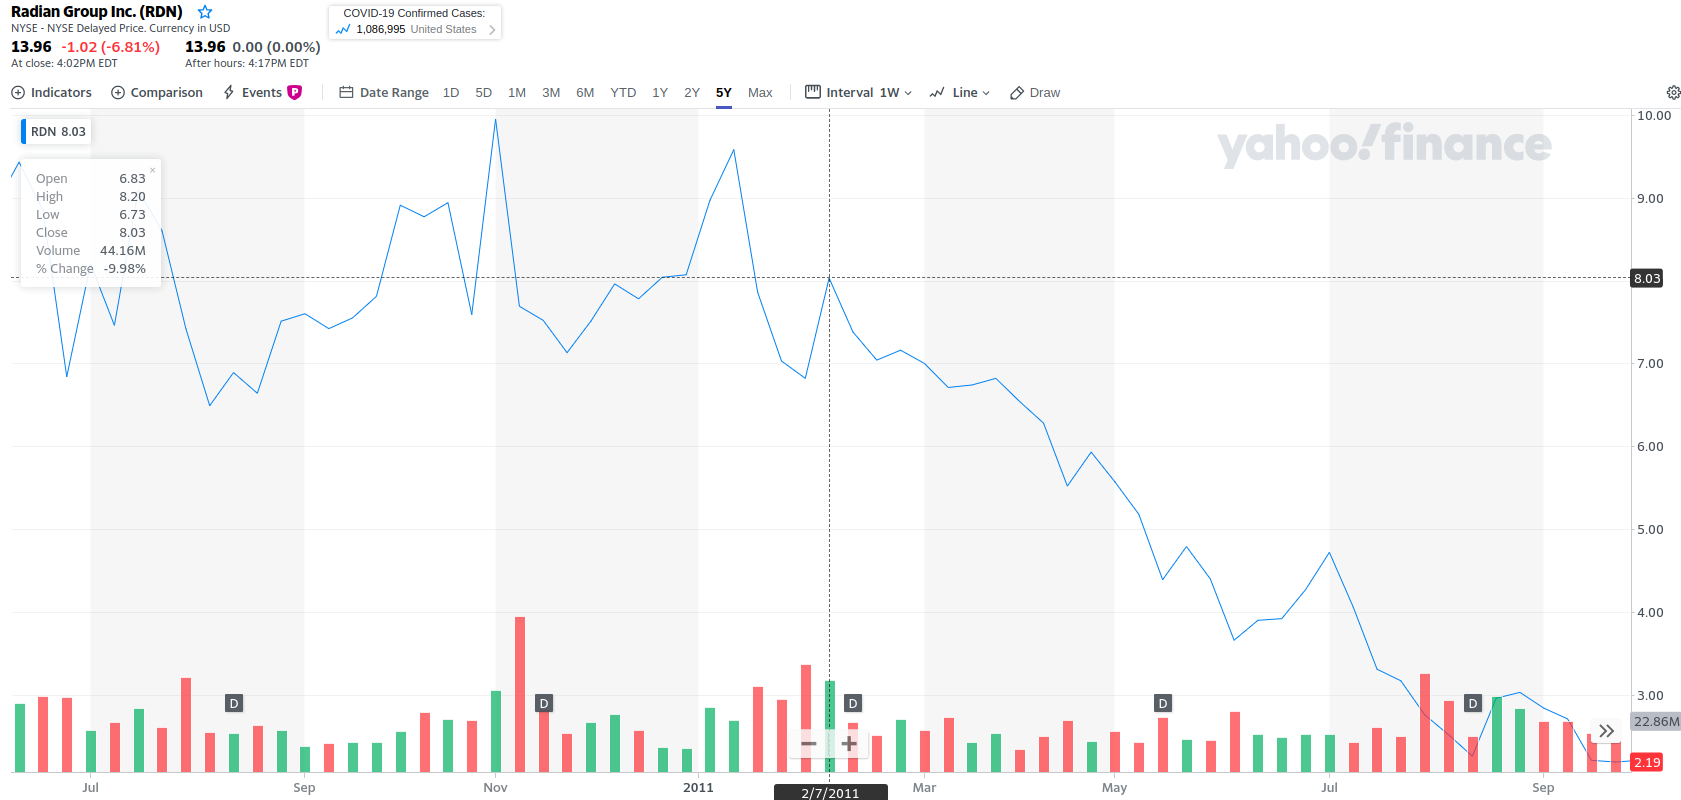 Radian Group Inc. (RDN)
NYSE - NYSE Delayed Price. Currency in USD
13.96 -1.02 (-6.81%) 13.96 0.00 (0.00%)
At close: 4:02PM EDT After hours: 4:17PM EDT
COVID-19 Confirmed Cases:
1,086,995 United States
Indicators Comparison Events P Date Range 1D 5D 1M 3M 6M YTD 1Y 2Y 5Y Max Interval 1W Line Draw
RDN 8.03
Open 6.83
High 8.20
Low 6.73
Close 8.03
Volume 44.16M
% Change -9.98%
yahoo!finance
10.00
9.00
8.03
7.00
6.00
5.00
4.00
3.00
22.86M
2.19
D D D D D
Jul Sep Nov 2011 2/7/2011 Mar May Jul Sep